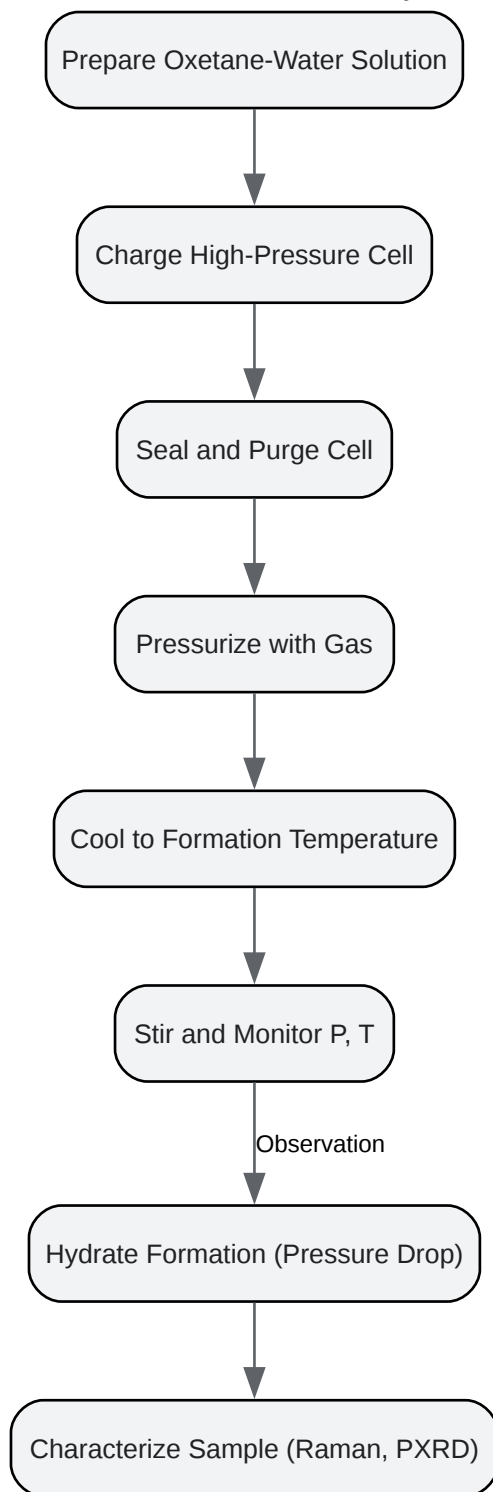 Prepare Oxetane-Water Solution
Charge High-Pressure Cell
Seal and Purge Cell
Pressurize with Gas
Cool to Formation Temperature
Stir and Monitor P, T
Observation
Hydrate Formation (Pressure Drop)
Characterize Sample (Raman, PXRD)